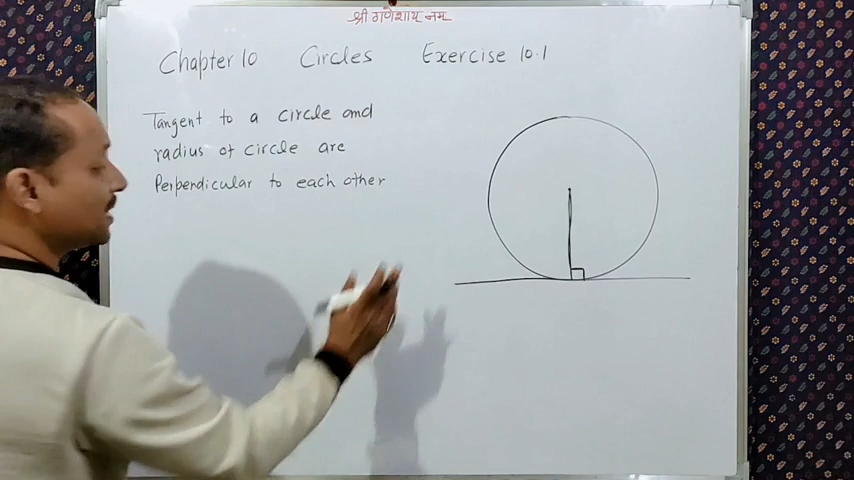 श्री गणेशाय नमः
Chapter 10 Circles Exercise 10.1
Tangent to a circle and
radius of circle are
Perpendicular to each other